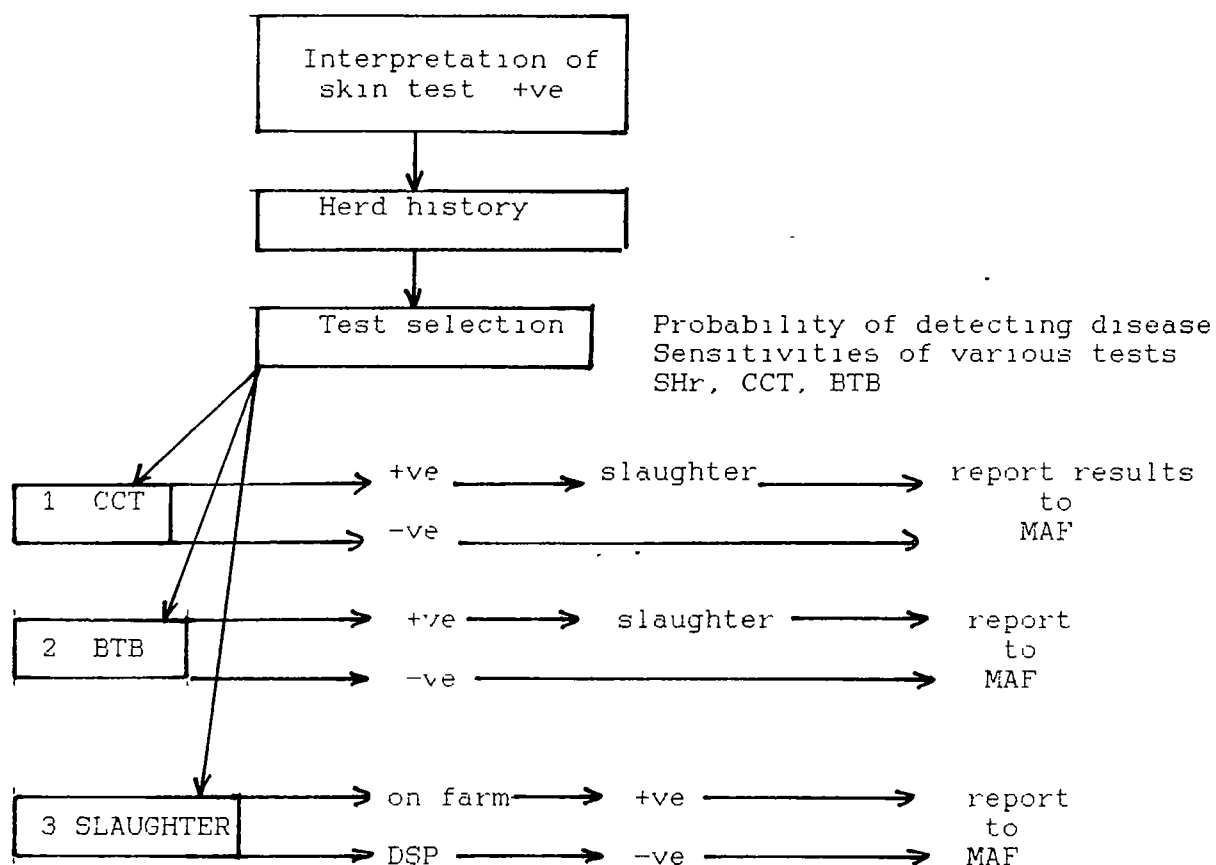 Interpretation of
skin test +ve
Herd history
Test selection
Probability of detecting disease
Sensitivities of various tests
SHr, CCT, BTB
1 CCT
+ve
slaughter
report results
to
MAF
-ve
2 BTB
+ve
slaughter
report
to
MAF
-ve
3 SLAUGHTER
on farm
+ve
report
to
MAF
DSP
-ve